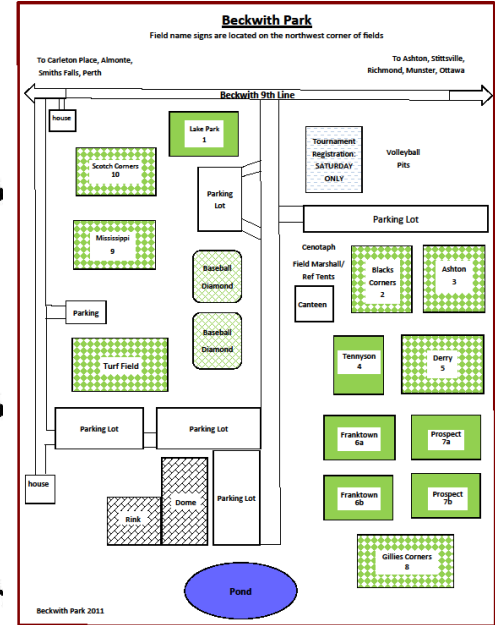 Beckwith Park
Field name signs are located on the northwest corner of fields
To Carleton Place, Almonte,
Smiths Falls, Perth
To Ashton, Stittsville,
Richmond, Munster, Ottawa
Beckwith 9th Line
house
Lake Park
1
Tournament
Registration:
SATURDAY
ONLY
Volleyball
Pits
Scotch Corners
10
Parking
Lot
Parking Lot
Mississippi
9
Cenotaph
Field Marshall/
Ref Tents
Canteen
Blacks
Corners
2
Ashton
3
Baseball
Diamond
Parking
Baseball
Diamond
Turf Field
Tennyson
4
Derry
5
Parking Lot
Parking Lot
Franktown
6a
Prospect
7a
house
Rink
Dome
Parking Lot
Franktown
6b
Prospect
7b
Gillies Corners
8
Pond
Beckwith Park 2011